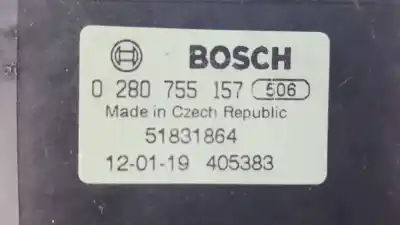 BOSCH
0 280 755 157 506
Made in Czech Republic
51831864
12-01-19 405383